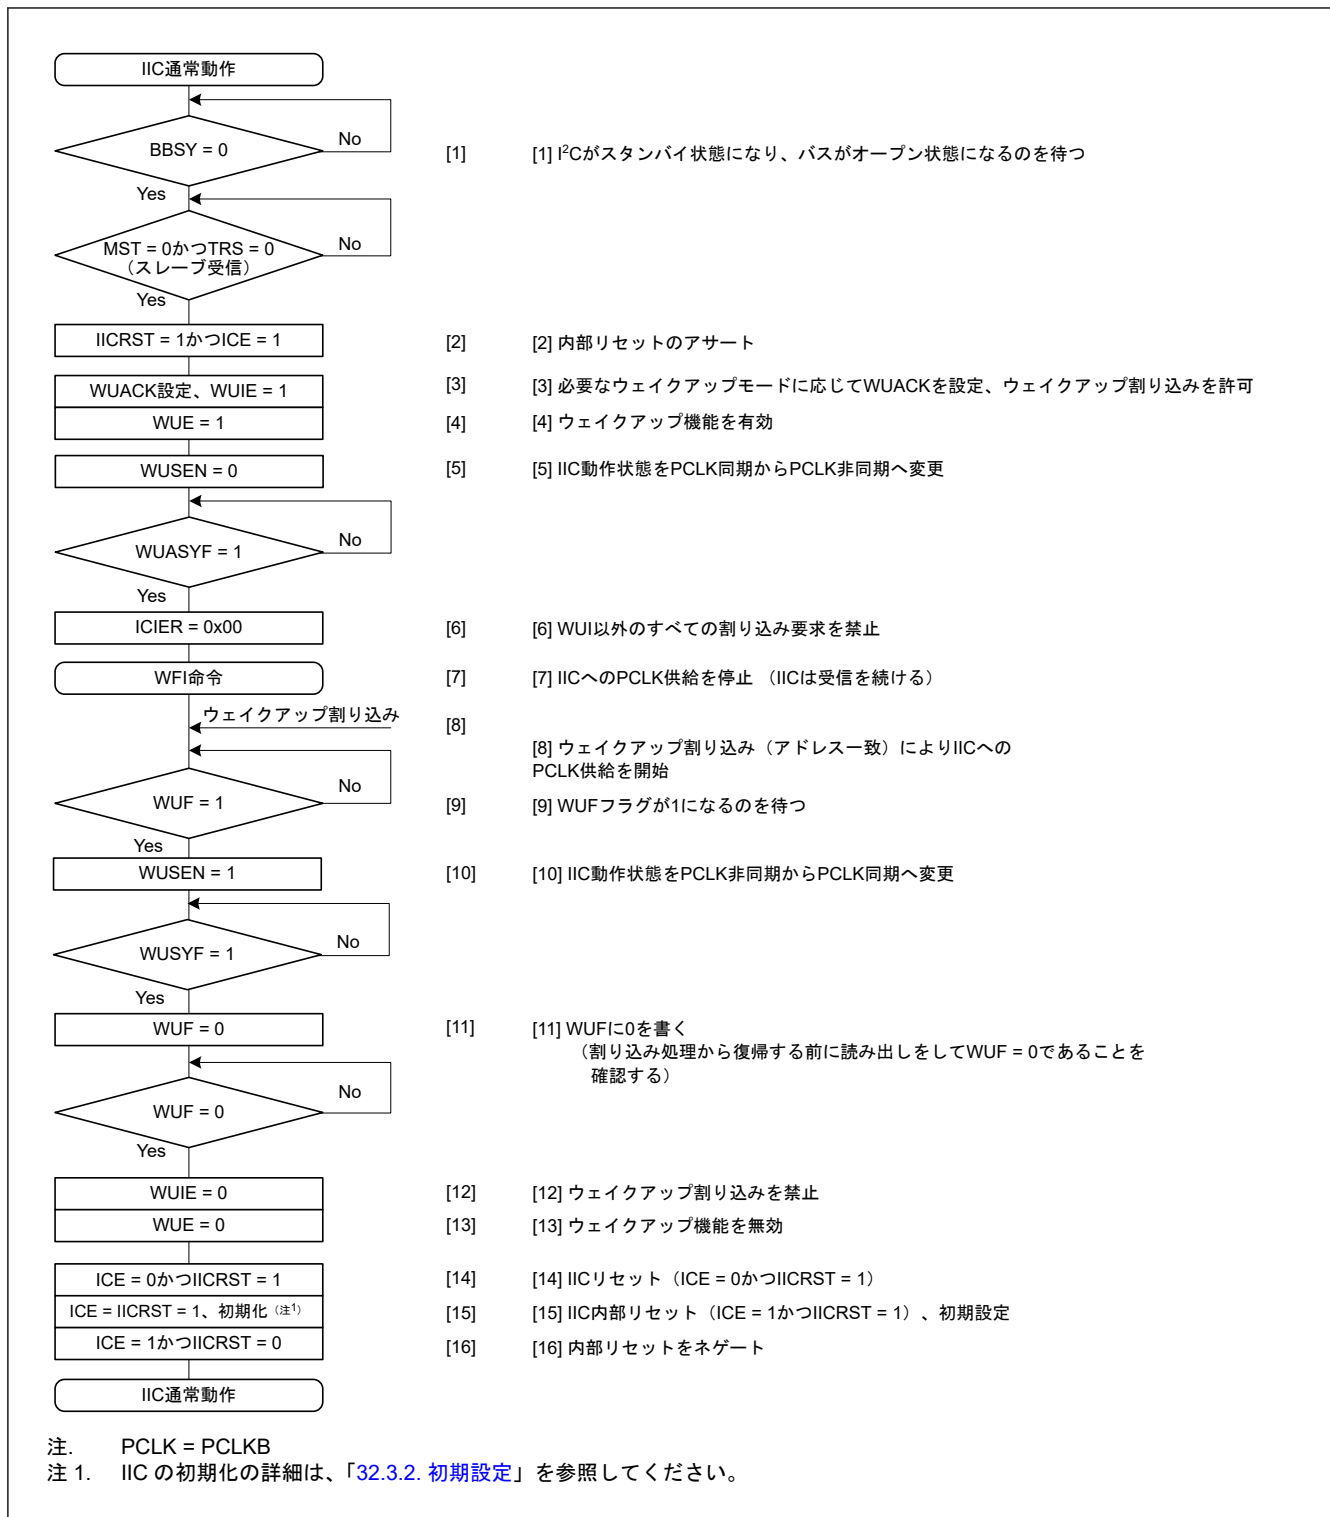 IIC通常動作
BBSY = 0
No
[1]
[1] I²Cがスタンバイ状態になり、バスがオープン状態になるのを待つ
Yes
MST = 0かつTRS = 0
（スレーブ受信）
No
Yes
IICRST = 1かつICE = 1
[2]
[2] 内部リセットのアサート
WUACK設定、WUIE = 1
[3]
[3] 必要なウェイクアップモードに応じてWUACKを設定、ウェイクアップ割り込みを許可
WUE = 1
[4]
[4] ウェイクアップ機能を有効
WUSEN = 0
[5]
[5] IIC動作状態をPCLK同期からPCLK非同期へ変更
WUASYF = 1
No
Yes
ICIER = 0x00
[6]
[6] WUI以外のすべての割り込み要求を禁止
WFI命令
[7]
[7] IICへのPCLK供給を停止 （IICは受信を続ける）
ウェイクアップ割り込み
[8]
[8] ウェイクアップ割り込み（アドレス一致）によりIICへの
PCLK供給を開始
WUF = 1
No
[9]
[9] WUFフラグが1になるのを待つ
Yes
WUSEN = 1
[10]
[10] IIC動作状態をPCLK非同期からPCLK同期へ変更
WUSYF = 1
No
Yes
WUF = 0
[11]
[11] WUFに0を書く
（割り込み処理から復帰する前に読み出しをしてWUF = 0であることを
確認する）
WUF = 0
No
Yes
WUIE = 0
[12]
[12] ウェイクアップ割り込みを禁止
WUE = 0
[13]
[13] ウェイクアップ機能を無効
ICE = 0かつIICRST = 1
[14]
[14] IICリセット（ICE = 0かつIICRST = 1）
ICE = IICRST = 1、初期化（注1）
[15]
[15] IIC内部リセット（ICE = 1かつIICRST = 1）、初期設定
ICE = 1かつIICRST = 0
[16]
[16] 内部リセットをネゲート
IIC通常動作
注. PCLK = PCLKB
注 1. IIC の初期化の詳細は、「32.3.2. 初期設定」を参照してください。